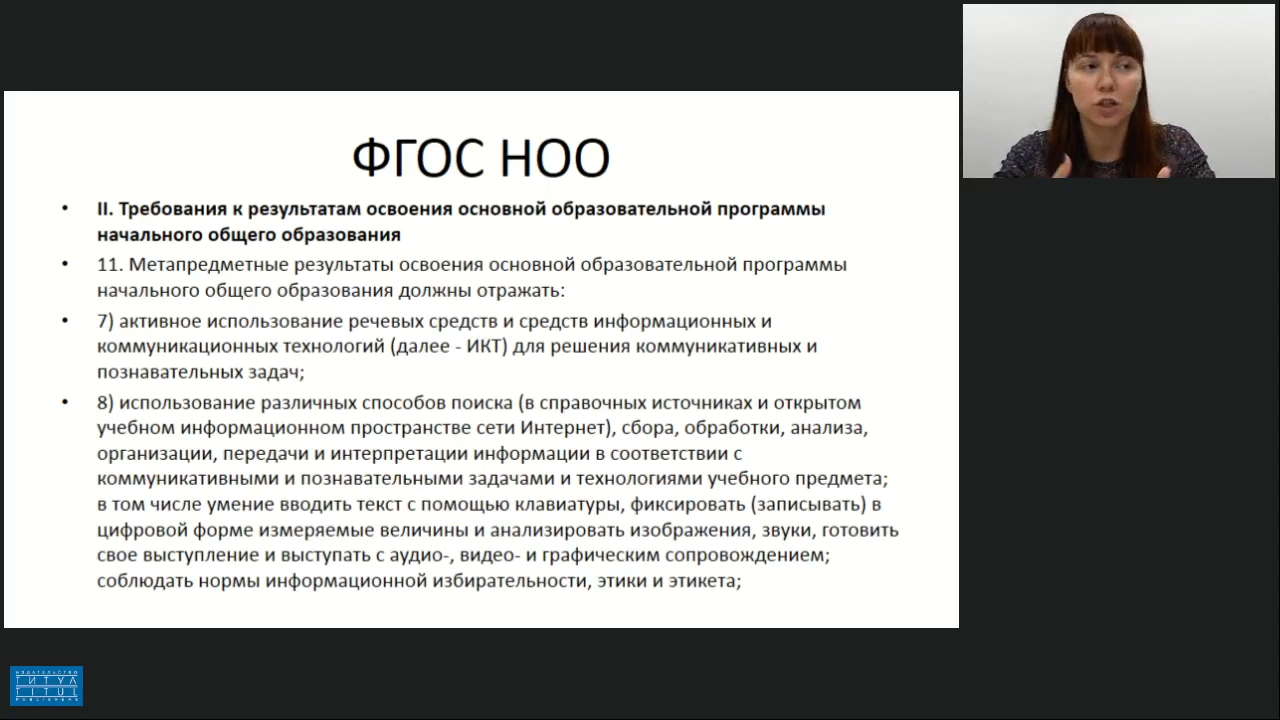 ФГОС НОО
• II. Требования к результатам освоения основной образовательной программы
начального общего образования
• 11. Метапредметные результаты освоения основной образовательной программы
начального общего образования должны отражать:
• 7) активное использование речевых средств и средств информационных и
коммуникационных технологий (далее - ИКТ) для решения коммуникативных и
познавательных задач;
• 8) использование различных способов поиска (в справочных источниках и открытом
учебном информационном пространстве сети Интернет), сбора, обработки, анализа,
организации, передачи и интерпретации информации в соответствии с
коммуникативными и познавательными задачами и технологиями учебного предмета;
в том числе умение вводить текст с помощью клавиатуры, фиксировать (записывать) в
цифровой форме измеряемые величины и анализировать изображения, звуки, готовить
свое выступление и выступать с аудио-, видео- и графическим сопровождением;
соблюдать нормы информационной избирательности, этики и этикета;
ИЗДАТЕЛЬСТВО
ТИТУЛ
TITUL
PUBLISHERS